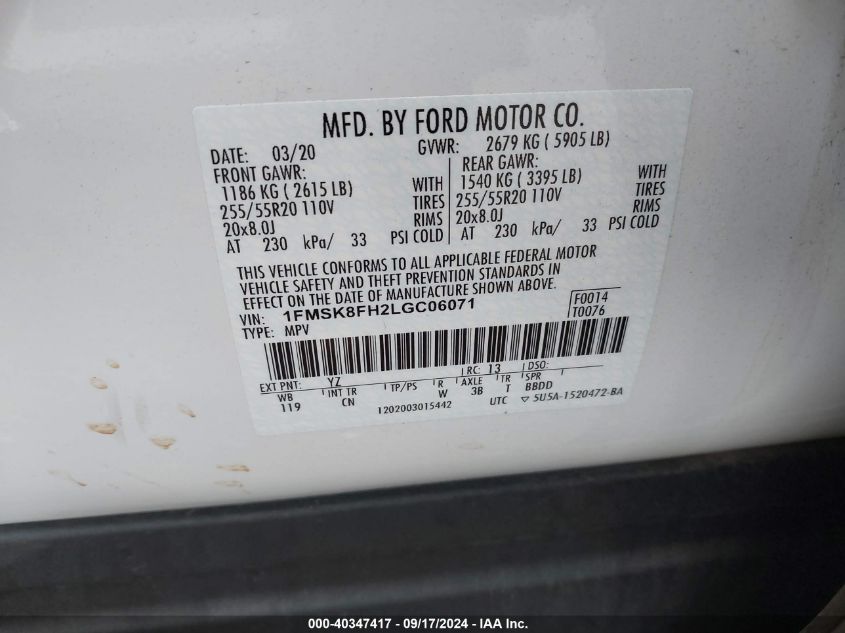 MFD. BY FORD MOTOR CO.
DATE: 03/20 GVWR: 2679 KG ( 5905 LB)
FRONT GAWR: REAR GAWR:
1186 KG ( 2615 LB) WITH 1540 KG ( 3395 LB) WITH
255/55R20 110V TIRES 255/55R20 110V TIRES
20x8.0J RIMS 20x8.0J RIMS
AT 230 kPa/ 33 PSI COLD AT 230 kPa/ 33 PSI COLD
THIS VEHICLE CONFORMS TO ALL APPLICABLE FEDERAL MOTOR
VEHICLE SAFETY AND THEFT PREVENTION STANDARDS IN
EFFECT ON THE DATE OF MANUFACTURE SHOWN ABOVE.
VIN: 1FMSK8FH2LGC06071 F0014
TYPE: MPV T0076
EXT PNT: YZ RC: 13 DSO:
WB INT TR TP/PS R AXLE TR SPR
119 CN W 3B T BBDD
1202003015442 UTC ▽ 5U5A-1520472-BA
000-40347417 - 09/17/2024 - IAA Inc.